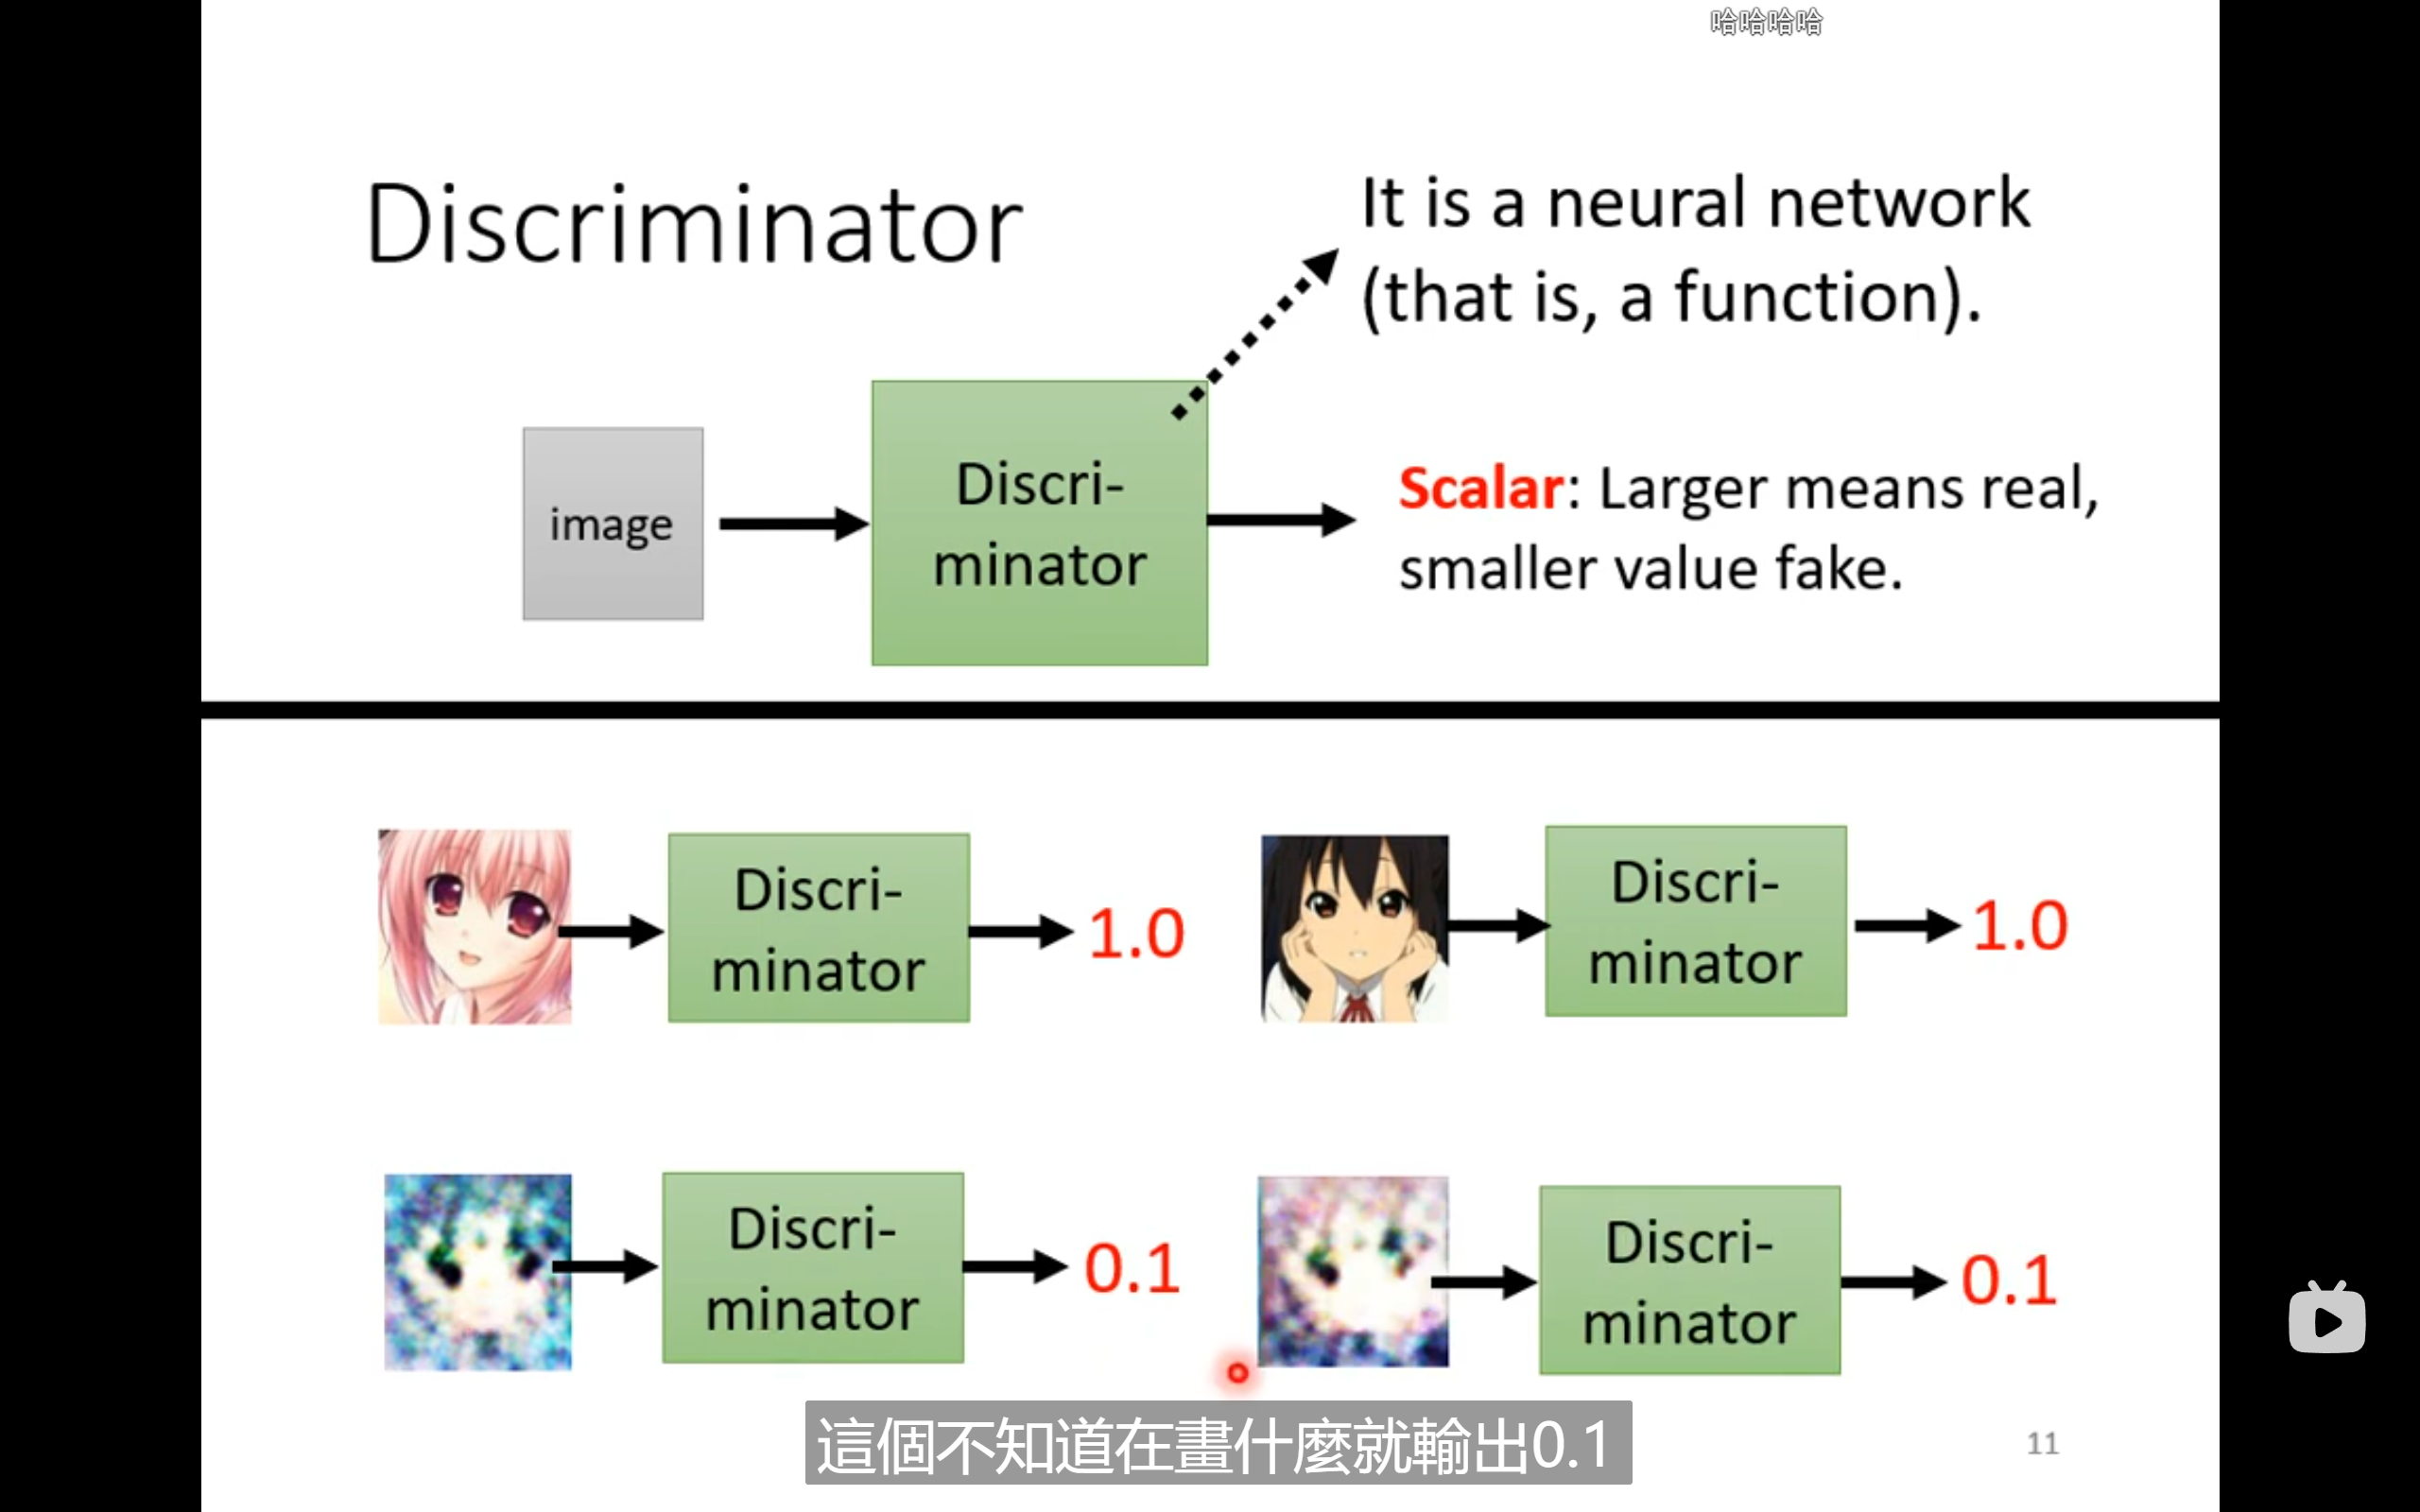 哈哈哈哈
Discriminator
It is a neural network
(that is, a function).
image
Discri-
minator
Scalar: Larger means real,
smaller value fake.
Discri-
minator
1.0
Discri-
minator
1.0
Discri-
minator
0.1
Discri-
minator
0.1
這個不知道在畫什麼就輸出0.1
11